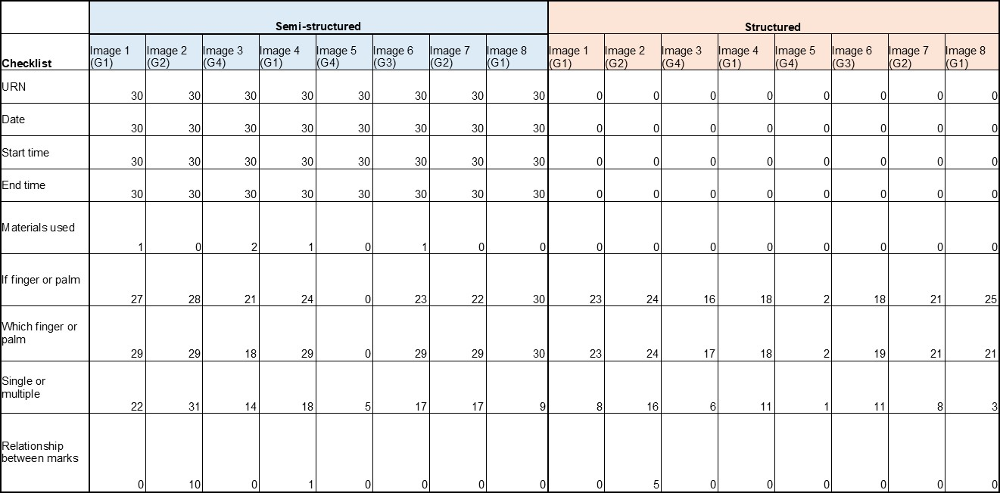 Semi-structured Structured
Checklist Image 1 (G1) Image 2 (G2) Image 3 (G4) Image 4 (G1) Image 5 (G4) Image 6 (G3) Image 7 (G2) Image 8 (G1) Image 1 (G1) Image 2 (G2) Image 3 (G4) Image 4 (G1) Image 5 (G4) Image 6 (G3) Image 7 (G2) Image 8 (G1)
URN 30 30 30 30 30 30 30 30 0 0 0 0 0 0 0 0
Date 30 30 30 30 30 30 30 30 0 0 0 0 0 0 0 0
Start time 30 30 30 30 30 30 30 30 0 0 0 0 0 0 0 0
End time 30 30 30 30 30 30 30 30 0 0 0 0 0 0 0 0
Materials used 1 0 2 1 0 1 0 0 0 0 0 0 0 0 0 0
If finger or palm 27 28 21 24 0 23 22 30 23 24 16 18 2 18 21 25
Which finger or palm 29 29 18 29 0 29 29 30 23 24 17 18 2 19 21 21
Single or multiple 22 31 14 18 5 17 17 9 8 16 6 11 1 11 8 3
Relationship between marks 0 10 0 1 0 0 0 0 0 5 0 0 0 0 0 0